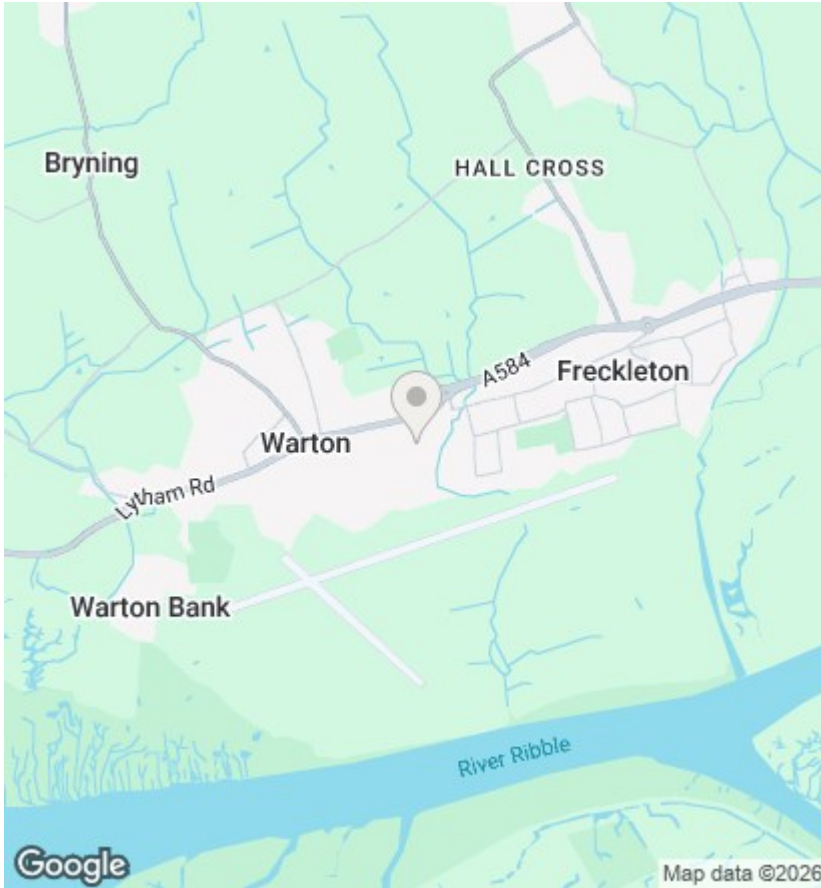 Bryning
HALL CROSS
A584
Freckleton
Warton
Lytham Rd
Warton Bank
River Ribble
Google
Map data ©2026